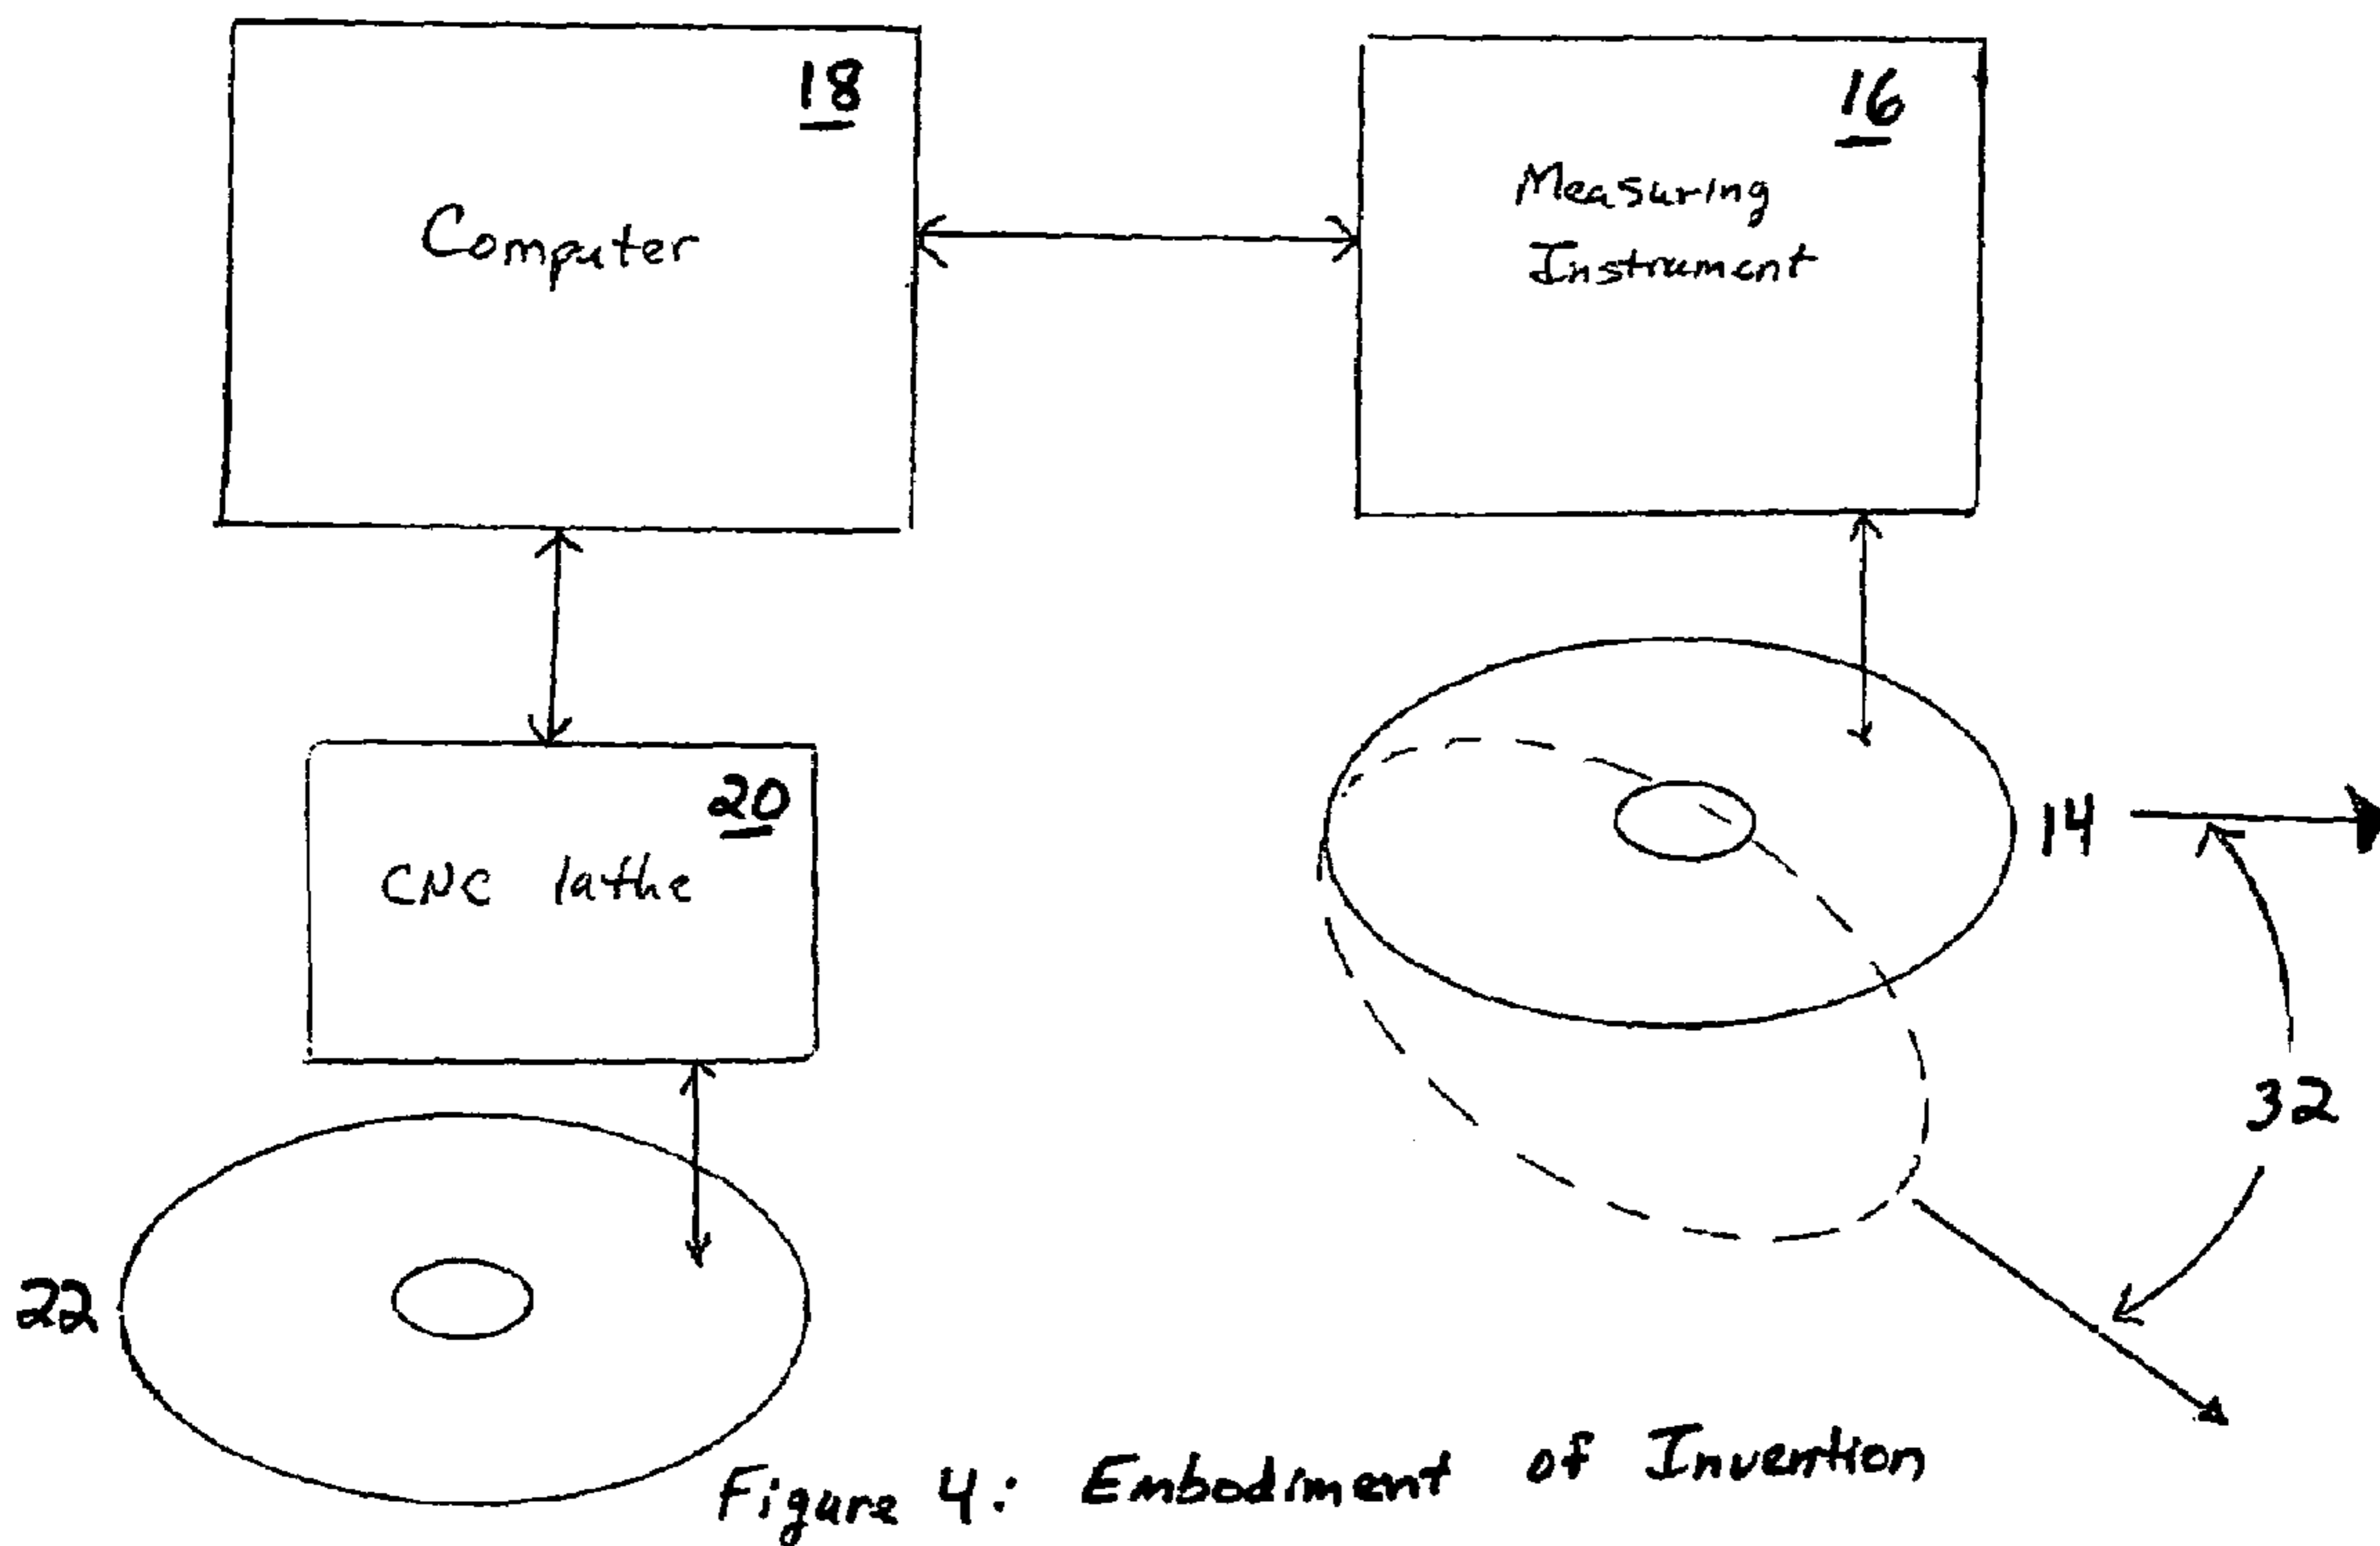 18
Computer
16
Measuring
Instrument
20
CNC lathe
14
32
22
Figure 4: Embodiment of Invention